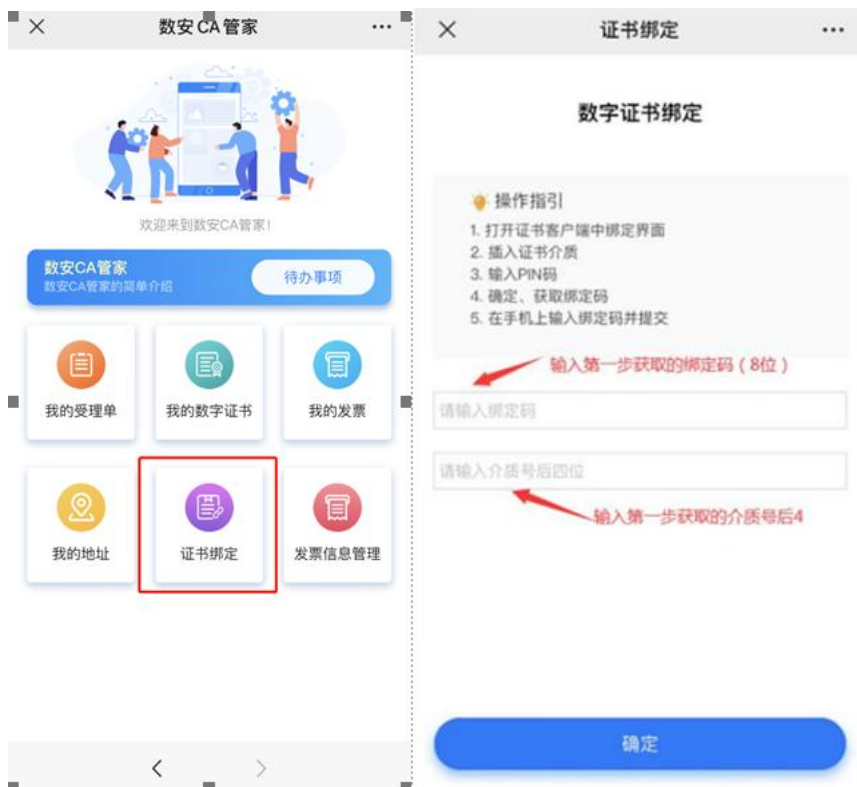 数安CA管家
欢迎来到数安CA管家!
数安CA管家
数安CA管家的简单介绍
待办事项
我的受理单
我的数字证书
我的发票
我的地址
证书绑定
发票信息管理
证书绑定
数字证书绑定
操作指引
1. 打开证书客户端中绑定界面
2. 插入证书介质
3. 输入PIN码
4. 确定、获取绑定码
5. 在手机上输入绑定码并提交
输入第一步获取的绑定码(8位)
请输入绑定码
请输入介质号后四位
输入第一步获取的介质号后4
确定